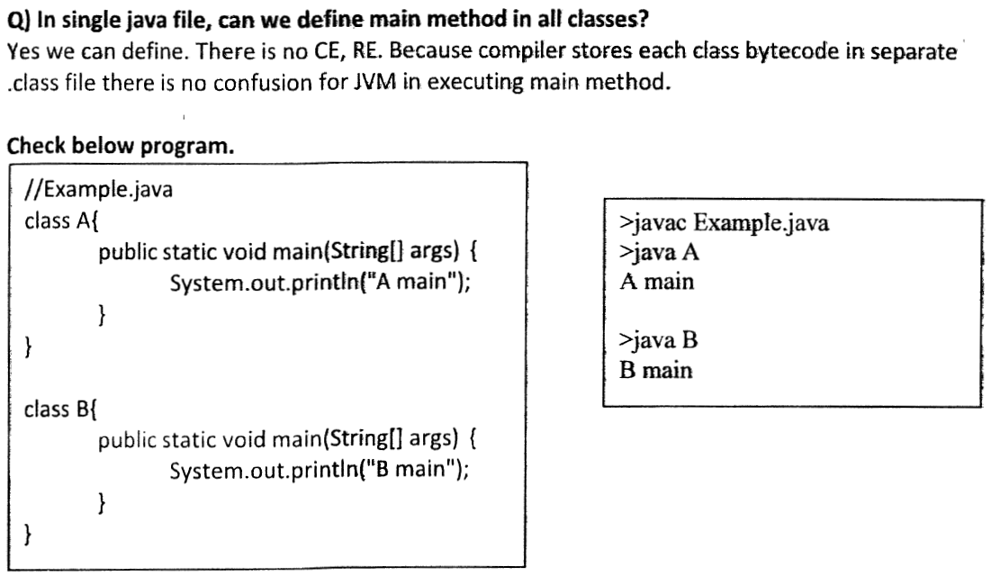 Q) In single java file, can we define main method in all classes?
Yes we can define. There is no CE, RE. Because compiler stores each class bytecode in separate
.class file there is no confusion for JVM in executing main method.
Check below program.
//Example.java
class A{
public static void main(String[] args) {
System.out.println("A main");
}
}
class B{
public static void main(String[] args) {
System.out.println("B main");
}
}
>javac Example.java
>java A
A main
>java B
B main